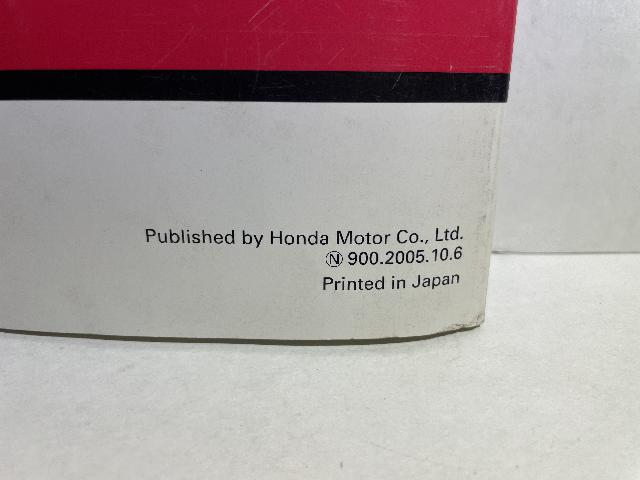 Published by Honda Motor Co., Ltd.
Ⓝ 900.2005.10.6
Printed in Japan